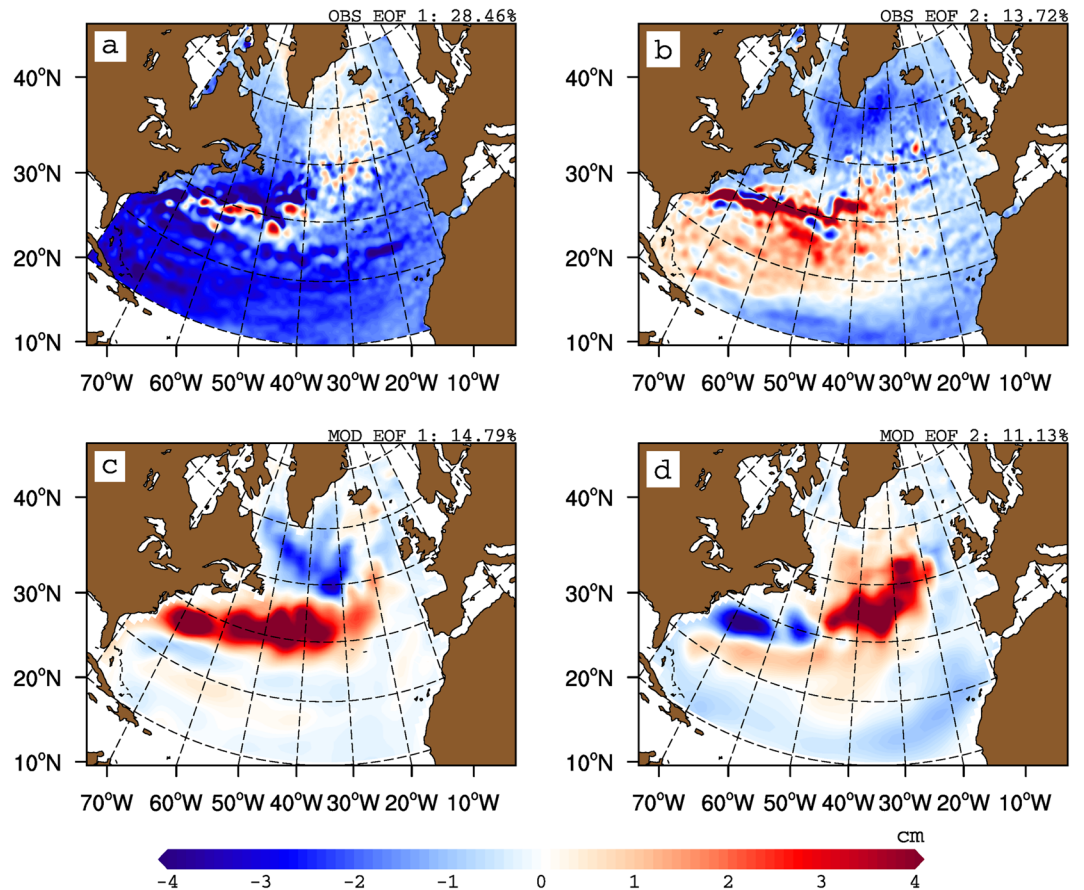 OBS EOF 1: 28.46%
OBS EOF 2: 13.72%
a
b
40°N
30°N
20°N
10°N
40°N
30°N
20°N
10°N
70°W 60°W 50°W 40°W 30°W 20°W 10°W
70°W 60°W 50°W 40°W 30°W 20°W 10°W
MOD EOF 1: 14.79%
MOD EOF 2: 11.13%
c
d
40°N
30°N
20°N
10°N
40°N
30°N
20°N
10°N
70°W 60°W 50°W 40°W 30°W 20°W 10°W
70°W 60°W 50°W 40°W 30°W 20°W 10°W
cm
-4 -3 -2 -1 0 1 2 3 4